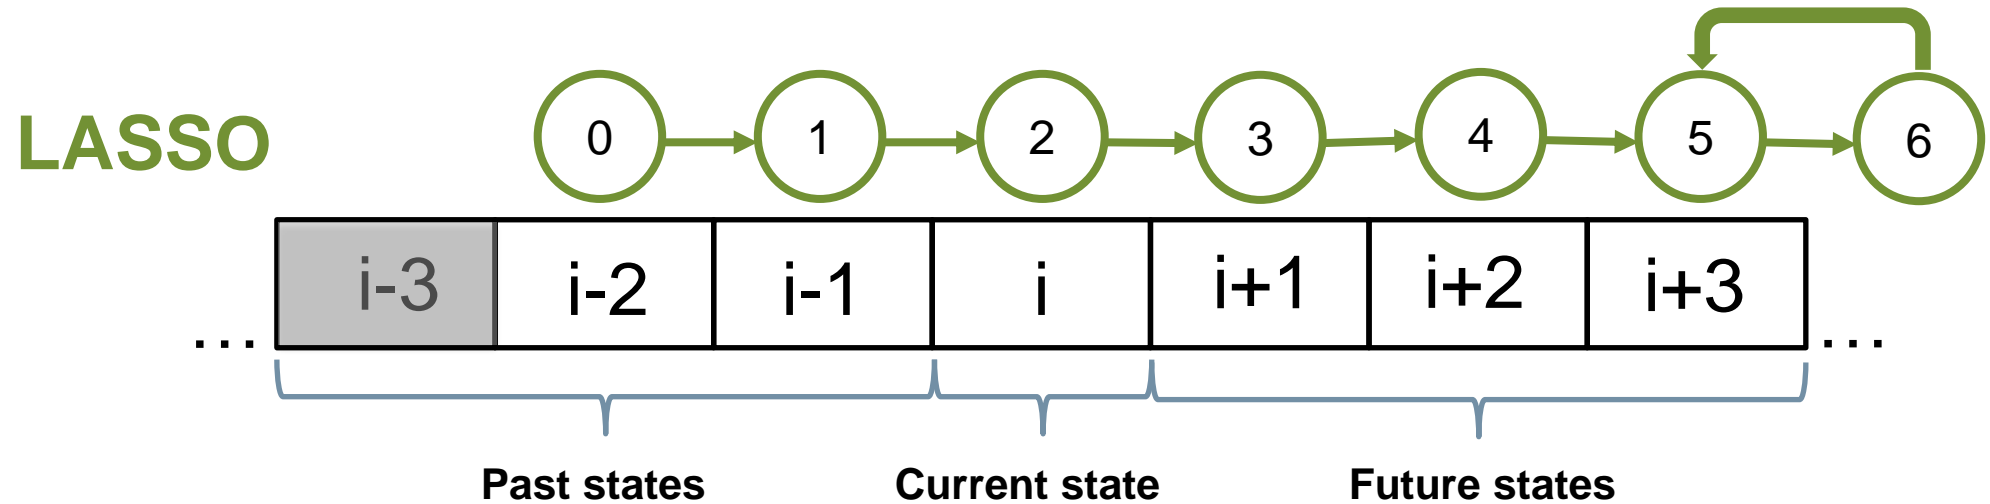 LASSO 0 1 2 3 4 5 6
... i-3 i-2 i-1 i i+1 i+2 i+3 ...
Past states Current state Future states